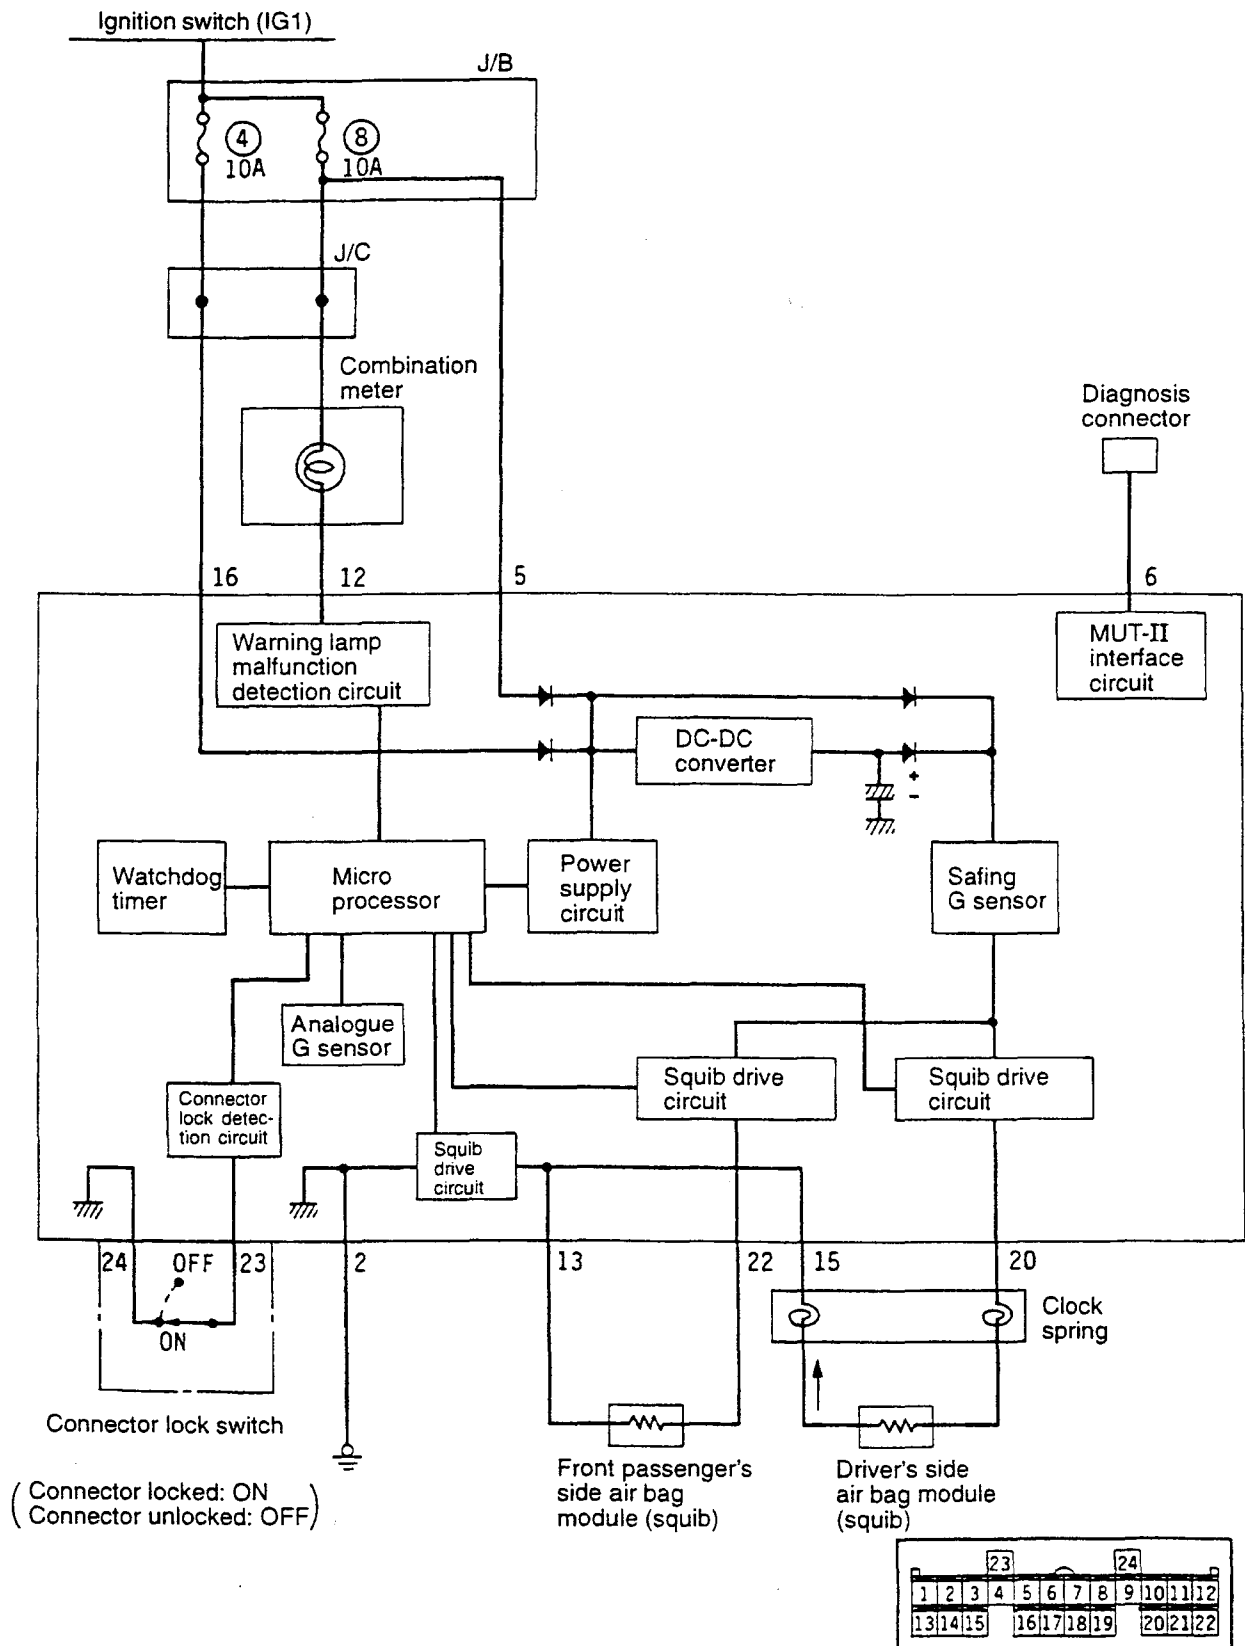 Ignition switch (IG1)
J/B
4
10A
8
10A
J/C
Combination
meter
Diagnosis
connector
16
12
5
6
Warning lamp
malfunction
detection circuit
MUT-II
interface
circuit
DC-DC
converter
+
-
Watchdog
timer
Micro
processor
Power
supply
circuit
Safing
G sensor
Analogue
G sensor
Squib drive
circuit
Squib drive
circuit
Connector
lock detec-
tion circuit
Squib
drive
circuit
24
OFF
23
2
13
22
15
20
ON
Clock
spring
Connector lock switch
(Connector locked: ON
Connector unlocked: OFF)
Front passenger's
side air bag
module (squib)
Driver's side
air bag module
(squib)
23 24
1 2 3 4 5 6 7 8 9 10 11 12
13 14 15 16 17 18 19 20 21 22